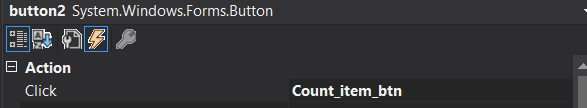 button2 System.Windows.Forms.Button
Action
Click Count_item_btn